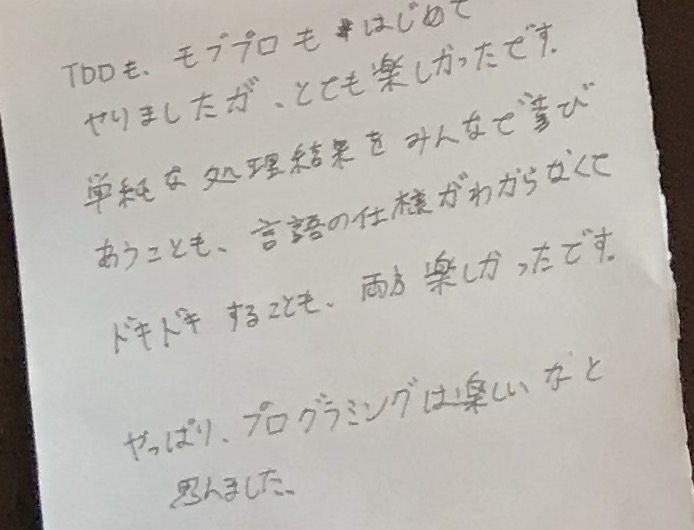 TDDも、モブプロも はじめて
やりましたが、とても楽しかったです。
単純な処理結果をみんなで喜び
あうことも、言語の仕様がわからなくて
ドキドキすることも、両方楽しかったです。
やっぱり、プログラミングは楽しいなと
思いました。